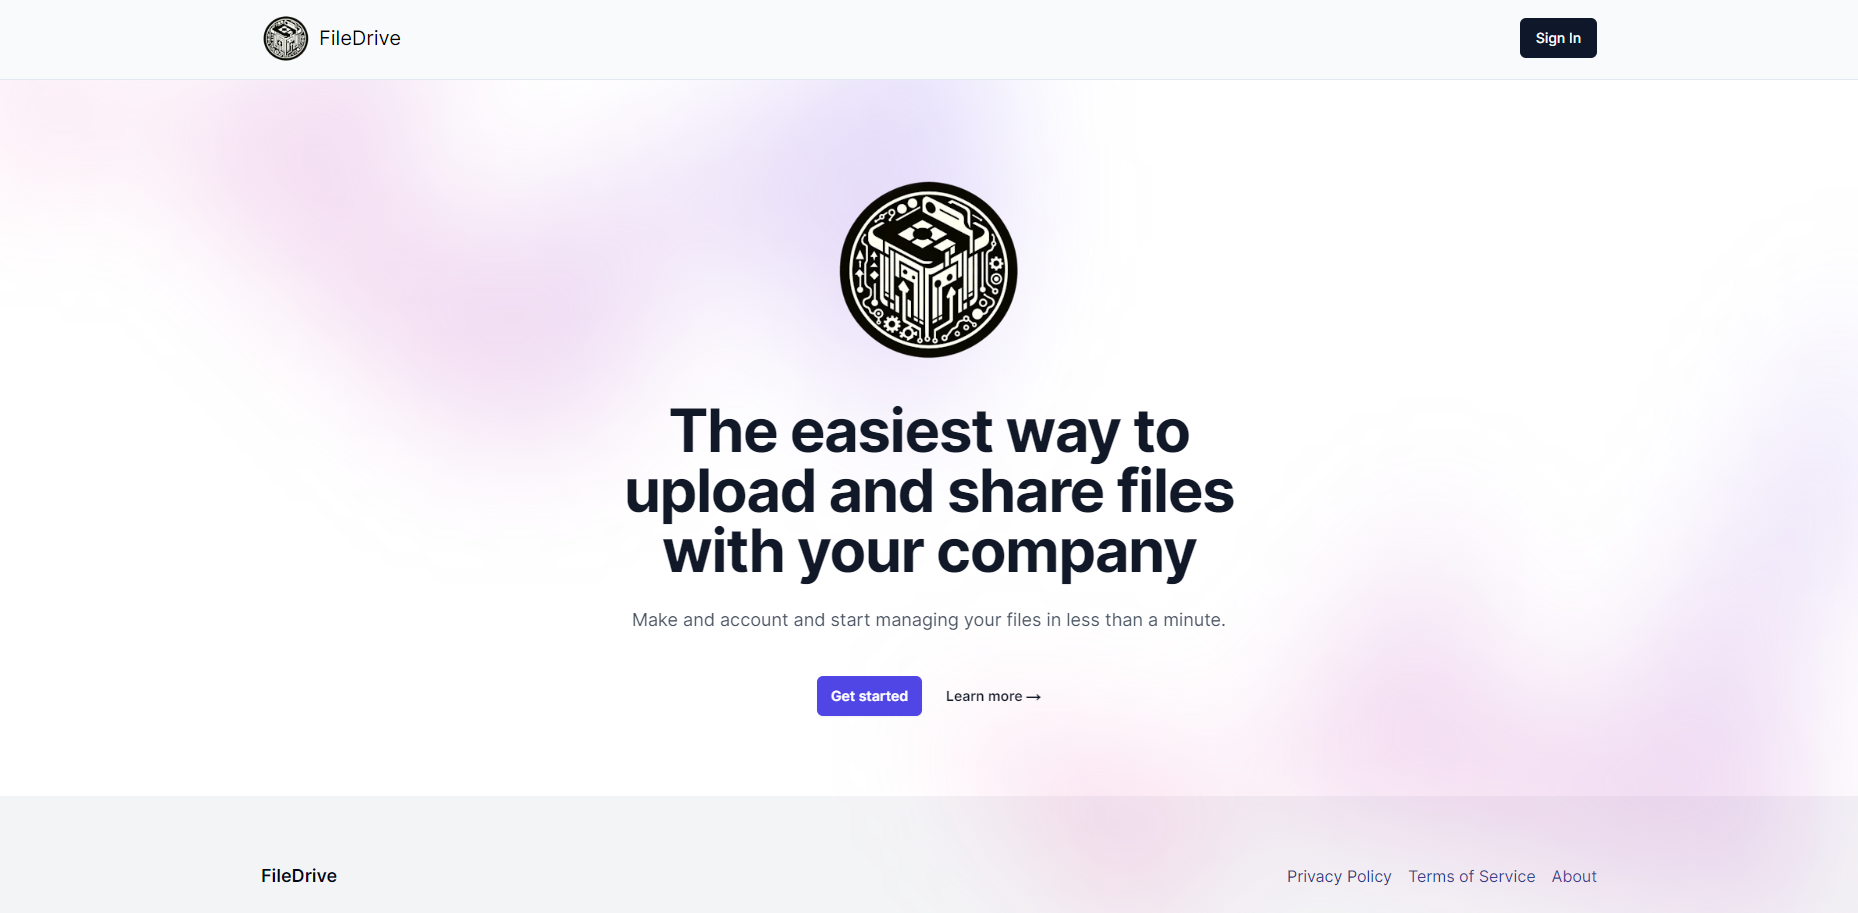 FileDrive
Sign In
The easiest way to
upload and share files
with your company
Make and account and start managing your files in less than a minute.
Get started
Learn more →
FileDrive
Privacy Policy
Terms of Service
About